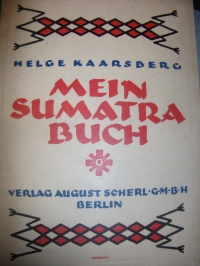 HELGE KAARSBERG
MEIN
SUMATRA
BUCH
VERLAG AUGUST SCHERL·G·M·B·H
BERLIN